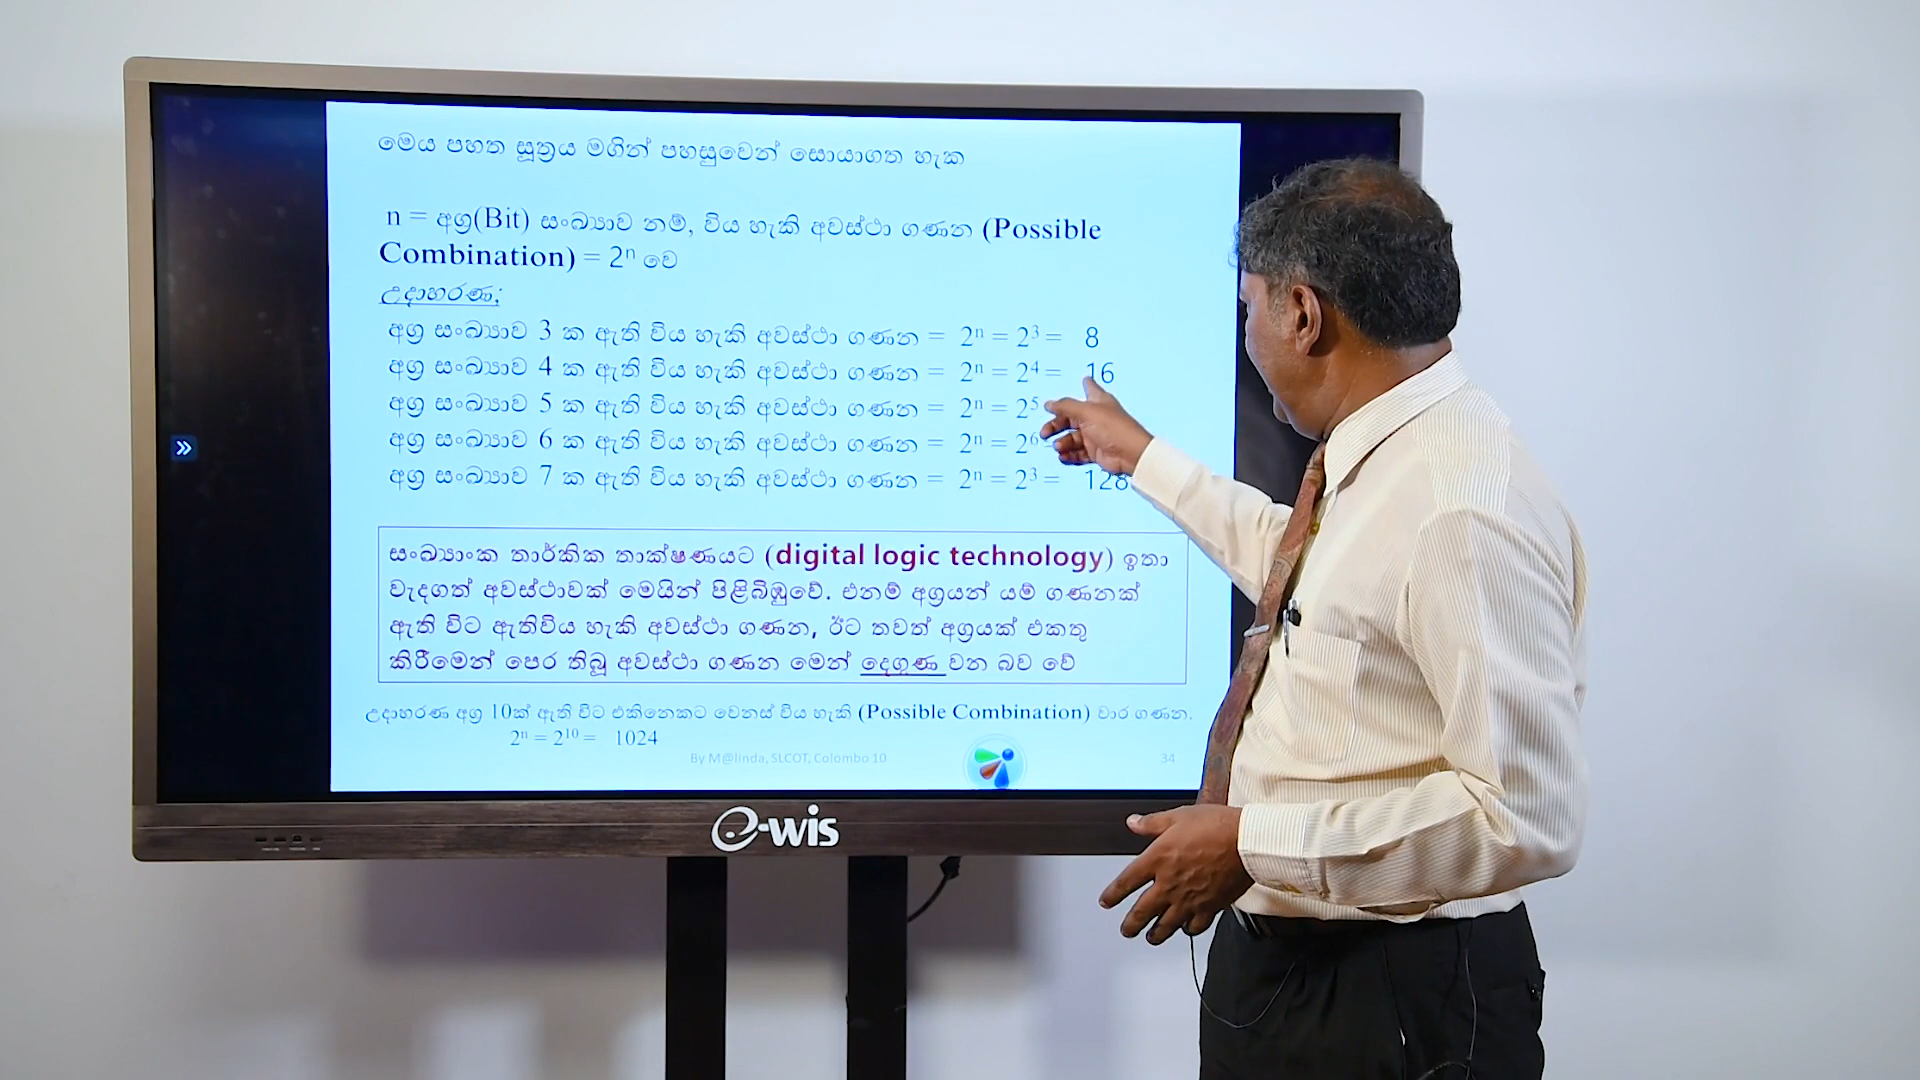 මෙය පහත සූත්‍රය මගින් පහසුවෙන් සොයාගත හැක
n = අග්‍ර(Bit) සංඛ්‍යාව නම්, විය හැකි අවස්ථා ගණන (Possible
Combination) = 2ⁿ වේ
උදාහරණ;
අග්‍ර සංඛ්‍යාව 3 ක ඇති විය හැකි අවස්ථා ගණන = 2ⁿ = 2³ = 8
අග්‍ර සංඛ්‍යාව 4 ක ඇති විය හැකි අවස්ථා ගණන = 2ⁿ = 2⁴ = 16
අග්‍ර සංඛ්‍යාව 5 ක ඇති විය හැකි අවස්ථා ගණන = 2ⁿ = 2⁵
අග්‍ර සංඛ්‍යාව 6 ක ඇති විය හැකි අවස්ථා ගණන = 2ⁿ = 2⁶
අග්‍ර සංඛ්‍යාව 7 ක ඇති විය හැකි අවස්ථා ගණන = 2ⁿ = 2³ = 128
සංඛ්‍යාංක තාර්කික තාක්ෂණයට (digital logic technology) ඉතා
වැදගත් අවස්ථාවක් මෙයින් පිළිබිඹුවේ. එනම් අග්‍රයන් යම් ගණනක්
ඇති විට ඇතිවිය හැකි අවස්ථා ගණන, ඊට තවත් අග්‍රයක් එකතු
කිරීමෙන් පෙර තිබූ අවස්ථා ගණන මෙන් දෙගුණ වන බව වේ
උදාහරණ අග්‍ර 10ක් ඇති විට එකිනෙකට වෙනස් විය හැකි (Possible Combination) වාර ගණන.
2ⁿ = 2¹⁰ = 1024
By M@linda, SLCOT, Colombo 10
34
e-wis